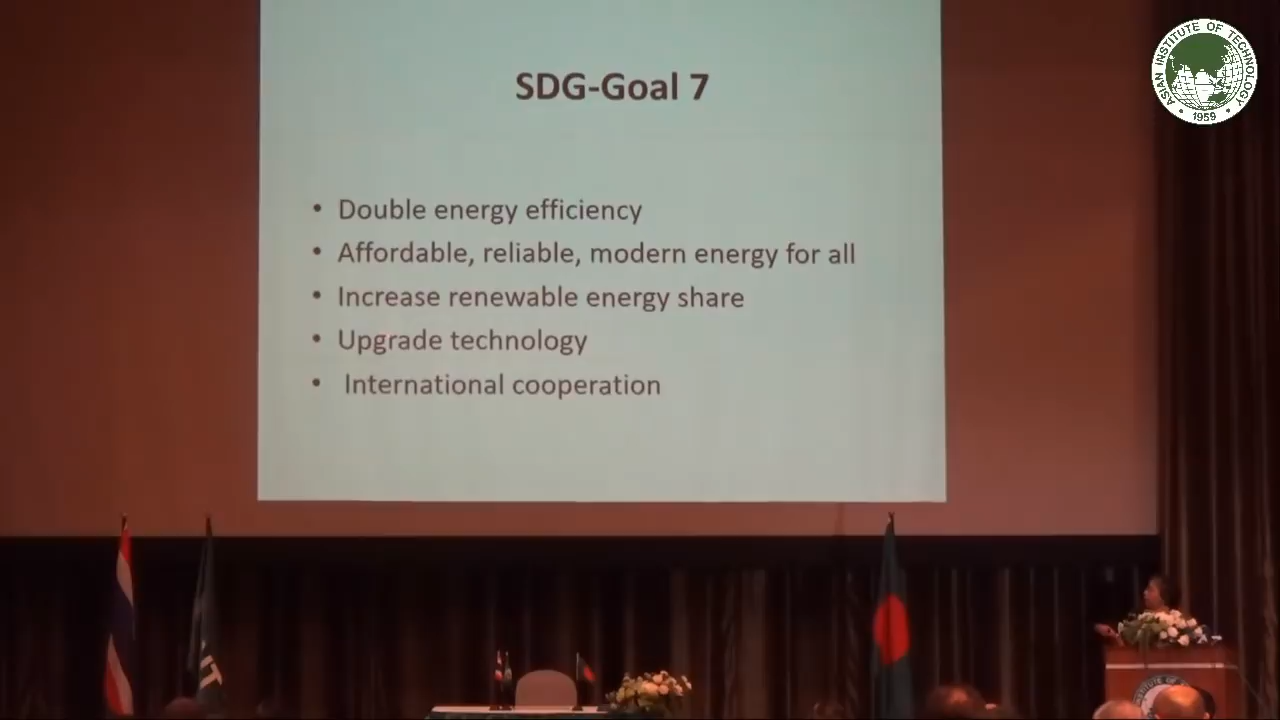 SDG-Goal 7
ASIAN INSTITUTE OF TECHNOLOGY
1959
• Double energy efficiency
• Affordable, reliable, modern energy for all
• Increase renewable energy share
• Upgrade technology
• International cooperation